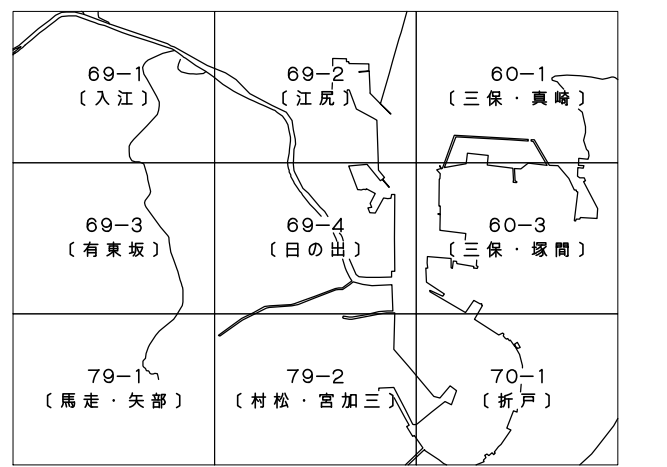 69-1
〔入江〕
69-2
〔江尻〕
60-1
〔三保・真崎〕
69-3
〔有東坂〕
69-4
〔日の出〕
60-3
〔三保・塚間〕
79-1
〔馬走・矢部〕
79-2
〔村松・宮加三〕
70-1
〔折戸〕